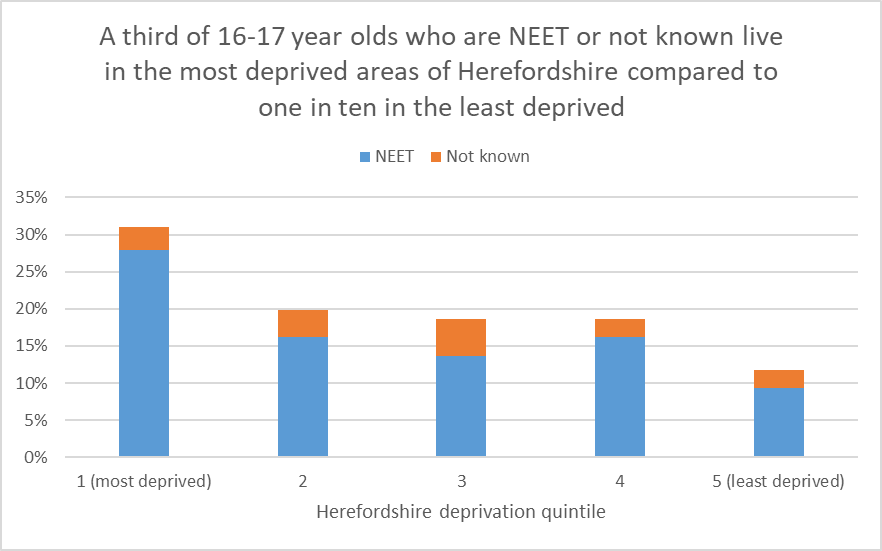 A third of 16-17 year olds who are NEET or not known live
in the most deprived areas of Herefordshire compared to
one in ten in the least deprived
NEET Not known
35%
30%
25%
20%
15%
10%
5%
0%
1 (most deprived) 2 3 4 5 (least deprived)
Herefordshire deprivation quintile